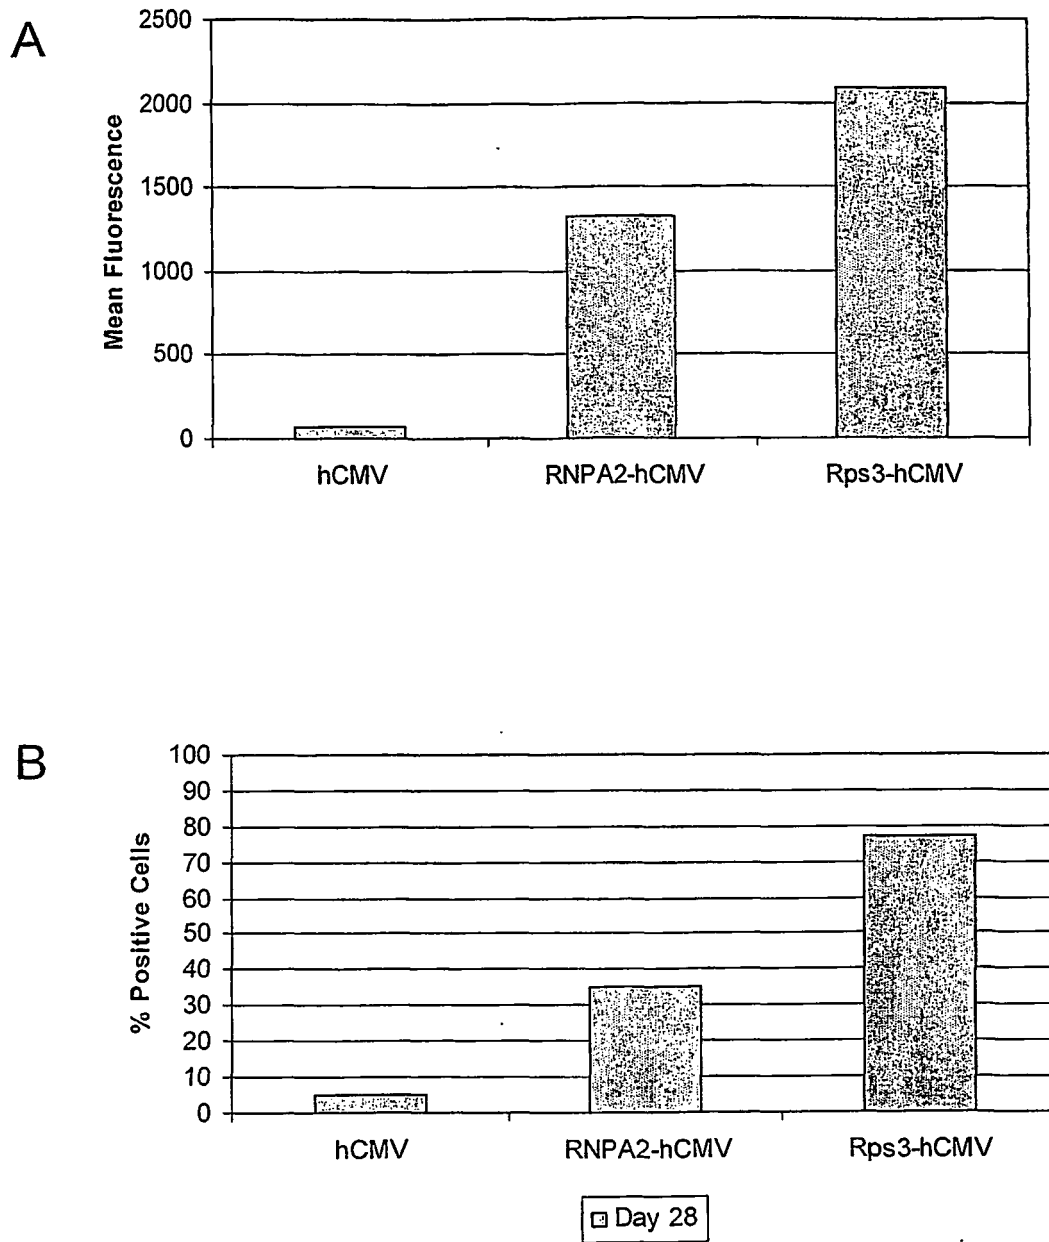 A
Mean Fluorescence
2500
2000
1500
1000
500
0
hCMV RNPA2-hCMV Rps3-hCMV
B
% Positive Cells
100
90
80
70
60
50
40
30
20
10
0
hCMV RNPA2-hCMV Rps3-hCMV
Day 28